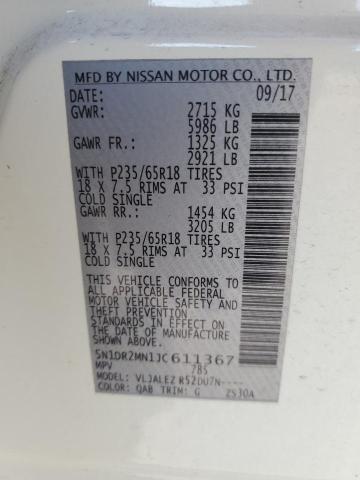 MFD BY NISSAN MOTOR CO., LTD.
DATE: 09/17
GVWR: 2715 KG
5986 LB
GAWR FR.: 1325 KG
2921 LB
WITH P235/65R18 TIRES
18 X 7.5 RIMS AT 33 PSI
COLD SINGLE
GAWR RR.: 1454 KG
3205 LB
WITH P235/65R18 TIRES
18 X 7.5 RIMS AT 33 PSI
COLD SINGLE
THIS VEHICLE CONFORMS TO
ALL APPLICABLE FEDERAL
MOTOR VEHICLE SAFETY AND
THEFT PREVENTION
STANDARDS IN EFFECT ON THE
DATE OF MFR. SHOWN ABOVE.
5N1DR2MN1JC611367
MPV 785
MODEL: VLJALEZ R52DU7N----
COLOR: QAB TRIM: G ZS30A